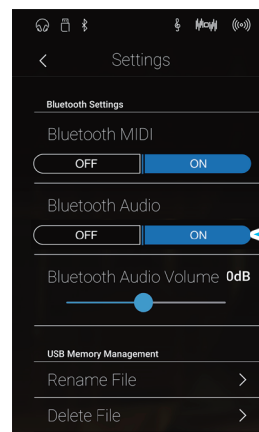 Settings
Bluetooth Settings
Bluetooth MIDI
OFF ON
Bluetooth Audio
OFF ON
Bluetooth Audio Volume 0dB
USB Memory Management
Rename File
Delete File